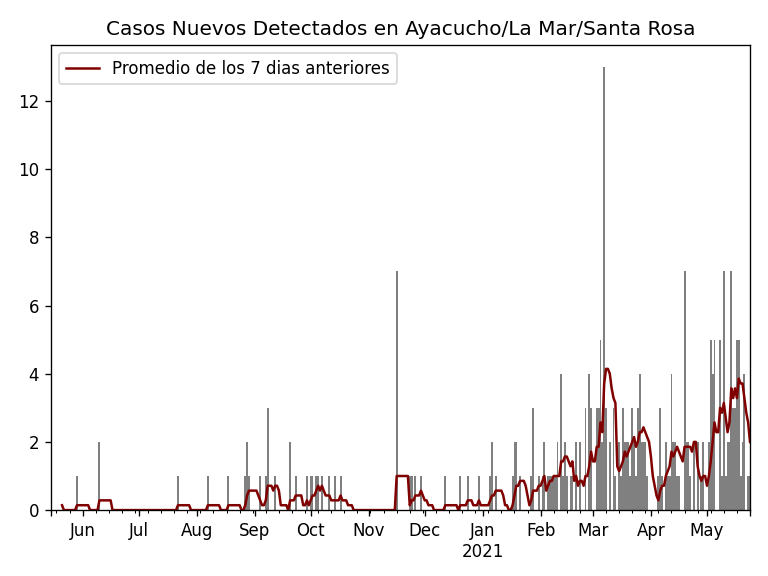 Casos Nuevos Detectados en Ayacucho/La Mar/Santa Rosa
Promedio de los 7 dias anteriores
12
10
8
6
4
2
0
Jun Jul Aug Sep Oct Nov Dec Jan Feb Mar Apr May
2021